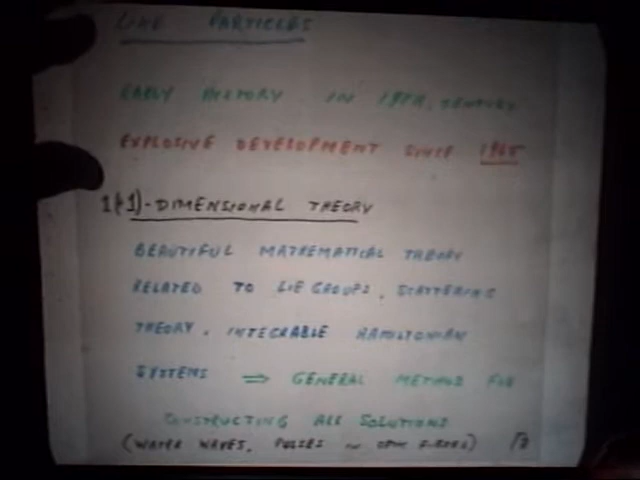 LIKE PARTICLES
EARLY HISTORY IN 19TH CENTURY
EXPLOSIVE DEVELOPMENT SINCE 1965
1(+1)-DIMENSIONAL THEORY
BEAUTIFUL MATHEMATICAL THEORY
RELATED TO LIE GROUPS, SCATTERING
THEORY, INTEGRABLE HAMILTONIAN
SYSTEMS ⇒ GENERAL METHOD FOR
CONSTRUCTING ALL SOLUTIONS
(WATER WAVES, PULSES IN